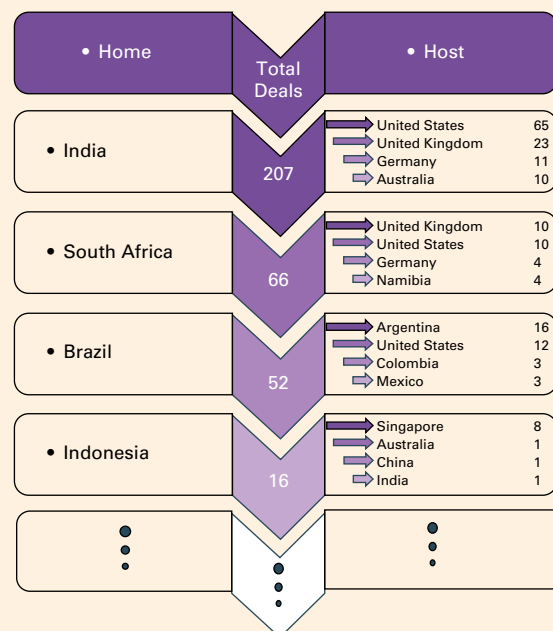 • Home
Total
Deals
• Host
• India
207
United States 65
United Kingdom 23
Germany 11
Australia 10
• South Africa
66
United Kingdom 10
United States 10
Germany 4
Namibia 4
• Brazil
52
Argentina 16
United States 12
Colombia 3
Mexico 3
• Indonesia
16
Singapore 8
Australia 1
China 1
India 1